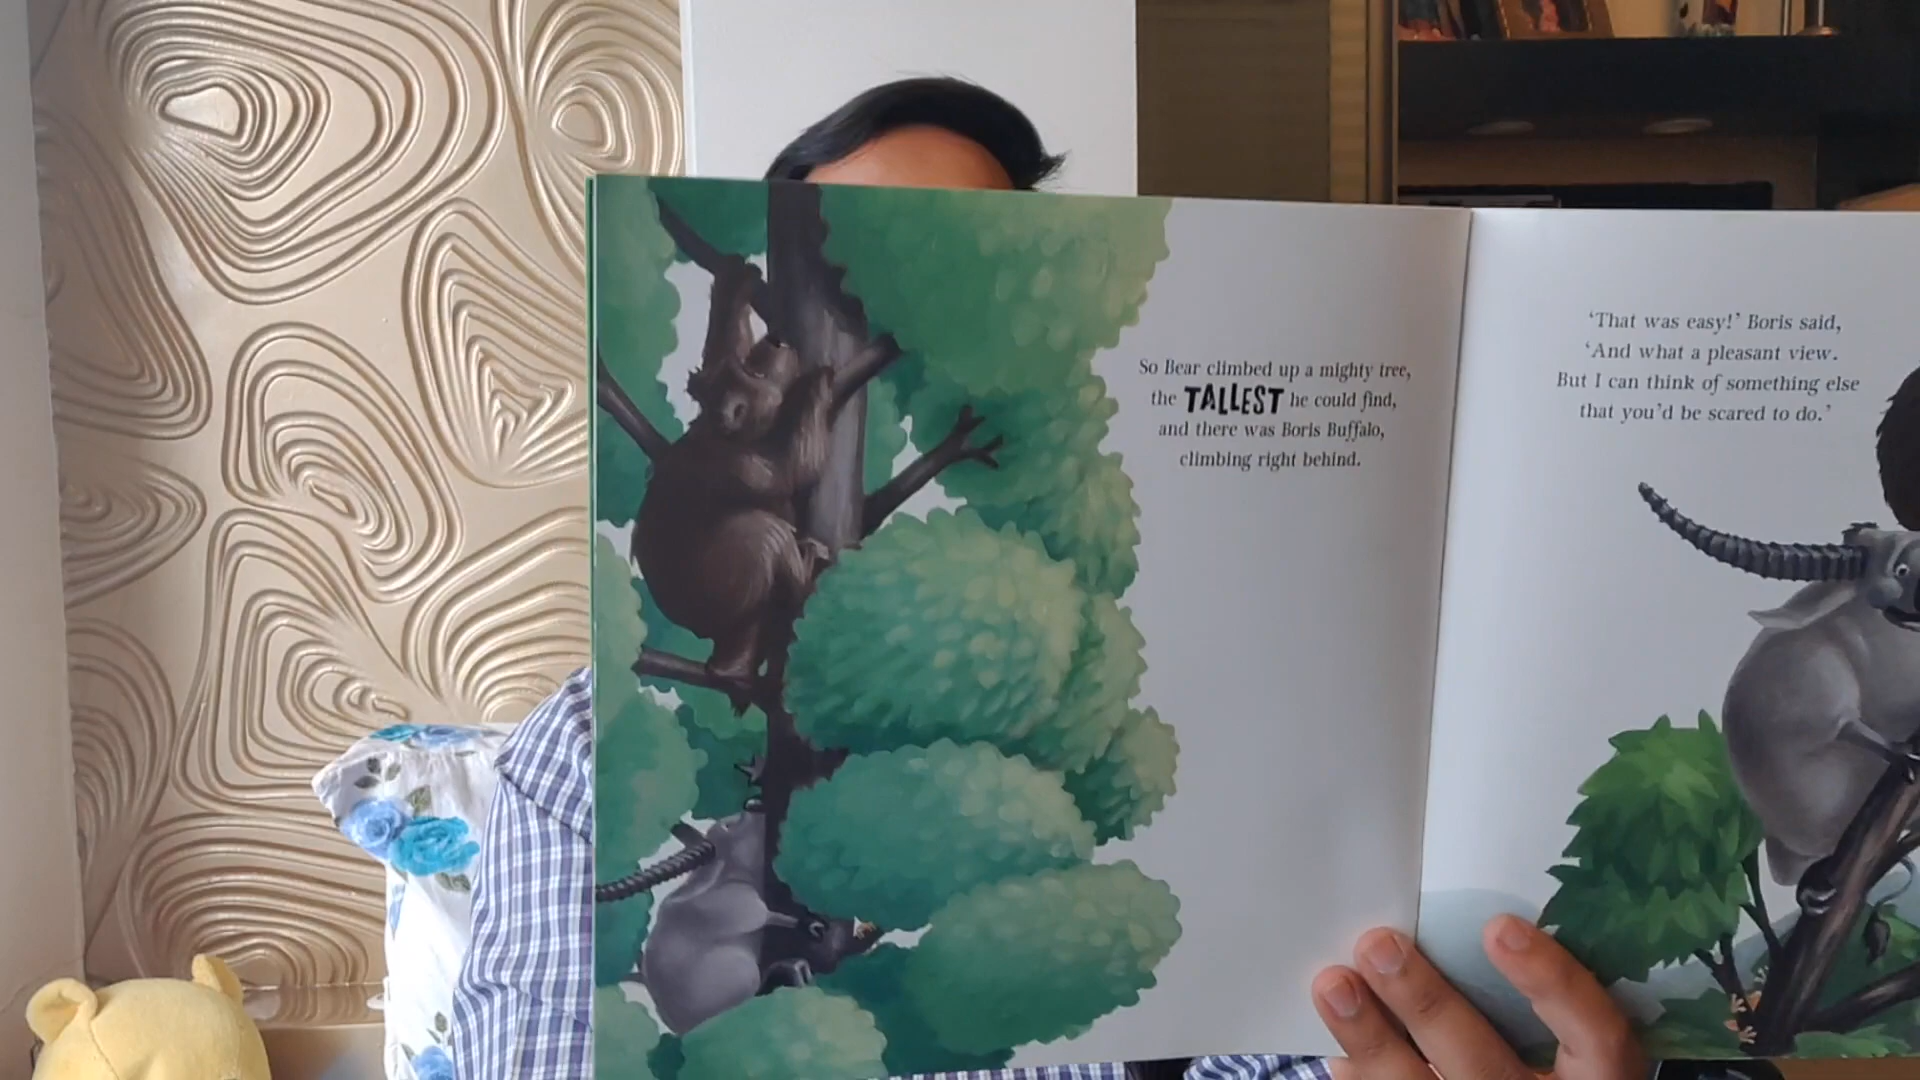 So Bear climbed up a mighty tree,
the TALLEST he could find,
and there was Boris Buffalo,
climbing right behind.
‘That was easy!’ Boris said,
‘And what a pleasant view.
But I can think of something else
that you’d be scared to do.’